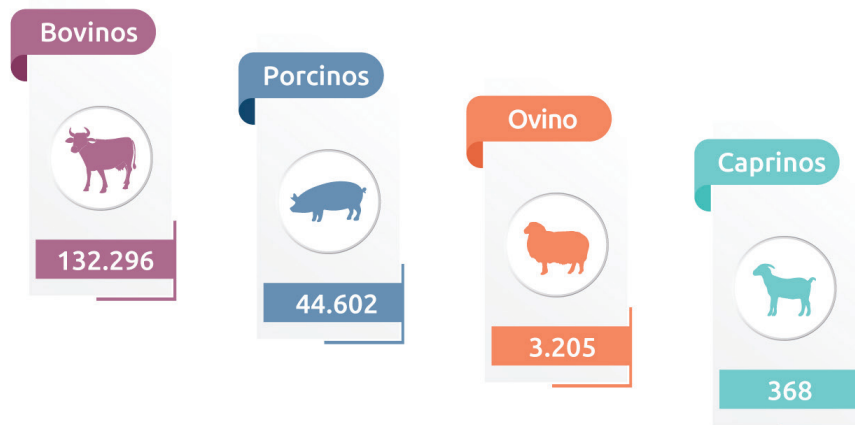 Bovinos
132.296
Porcinos
44.602
Ovino
3.205
Caprinos
368